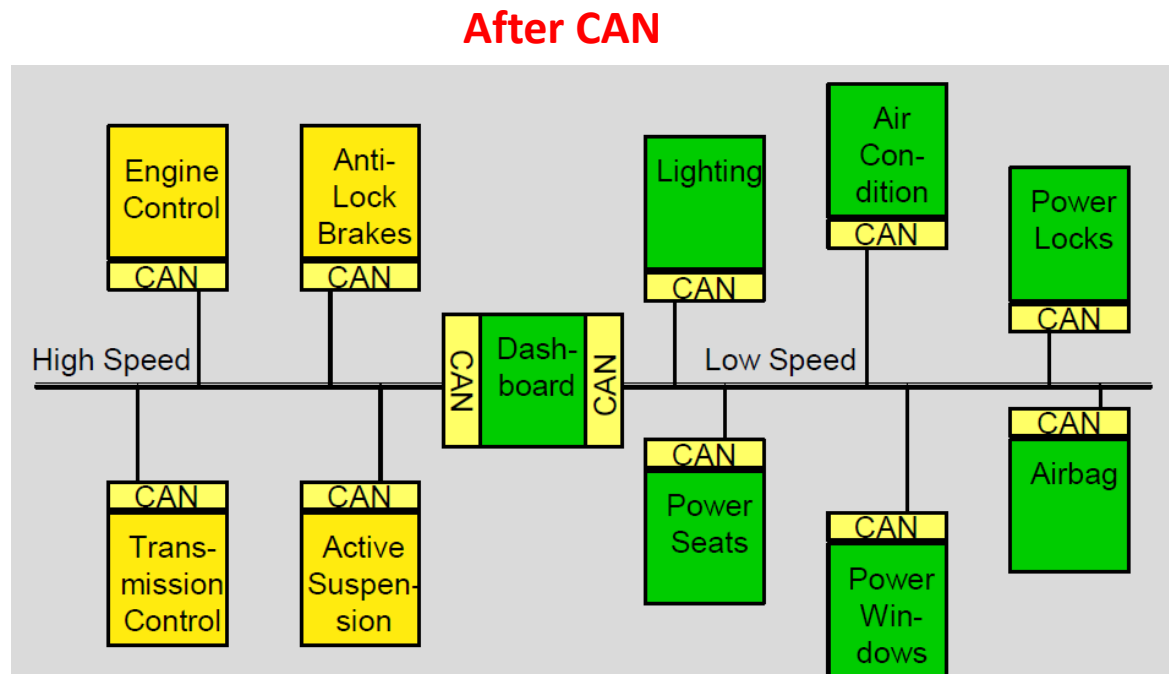 After CAN
Engine
Control
CAN
Anti-
Lock
Brakes
CAN
Lighting
CAN
Air
Con-
dition
CAN
Power
Locks
CAN
High Speed
CAN
Dash-
board
CAN
Low Speed
CAN
Trans-
mission
Control
CAN
Active
Suspen-
sion
CAN
Power
Seats
CAN
Power
Win-
dows
CAN
Airbag